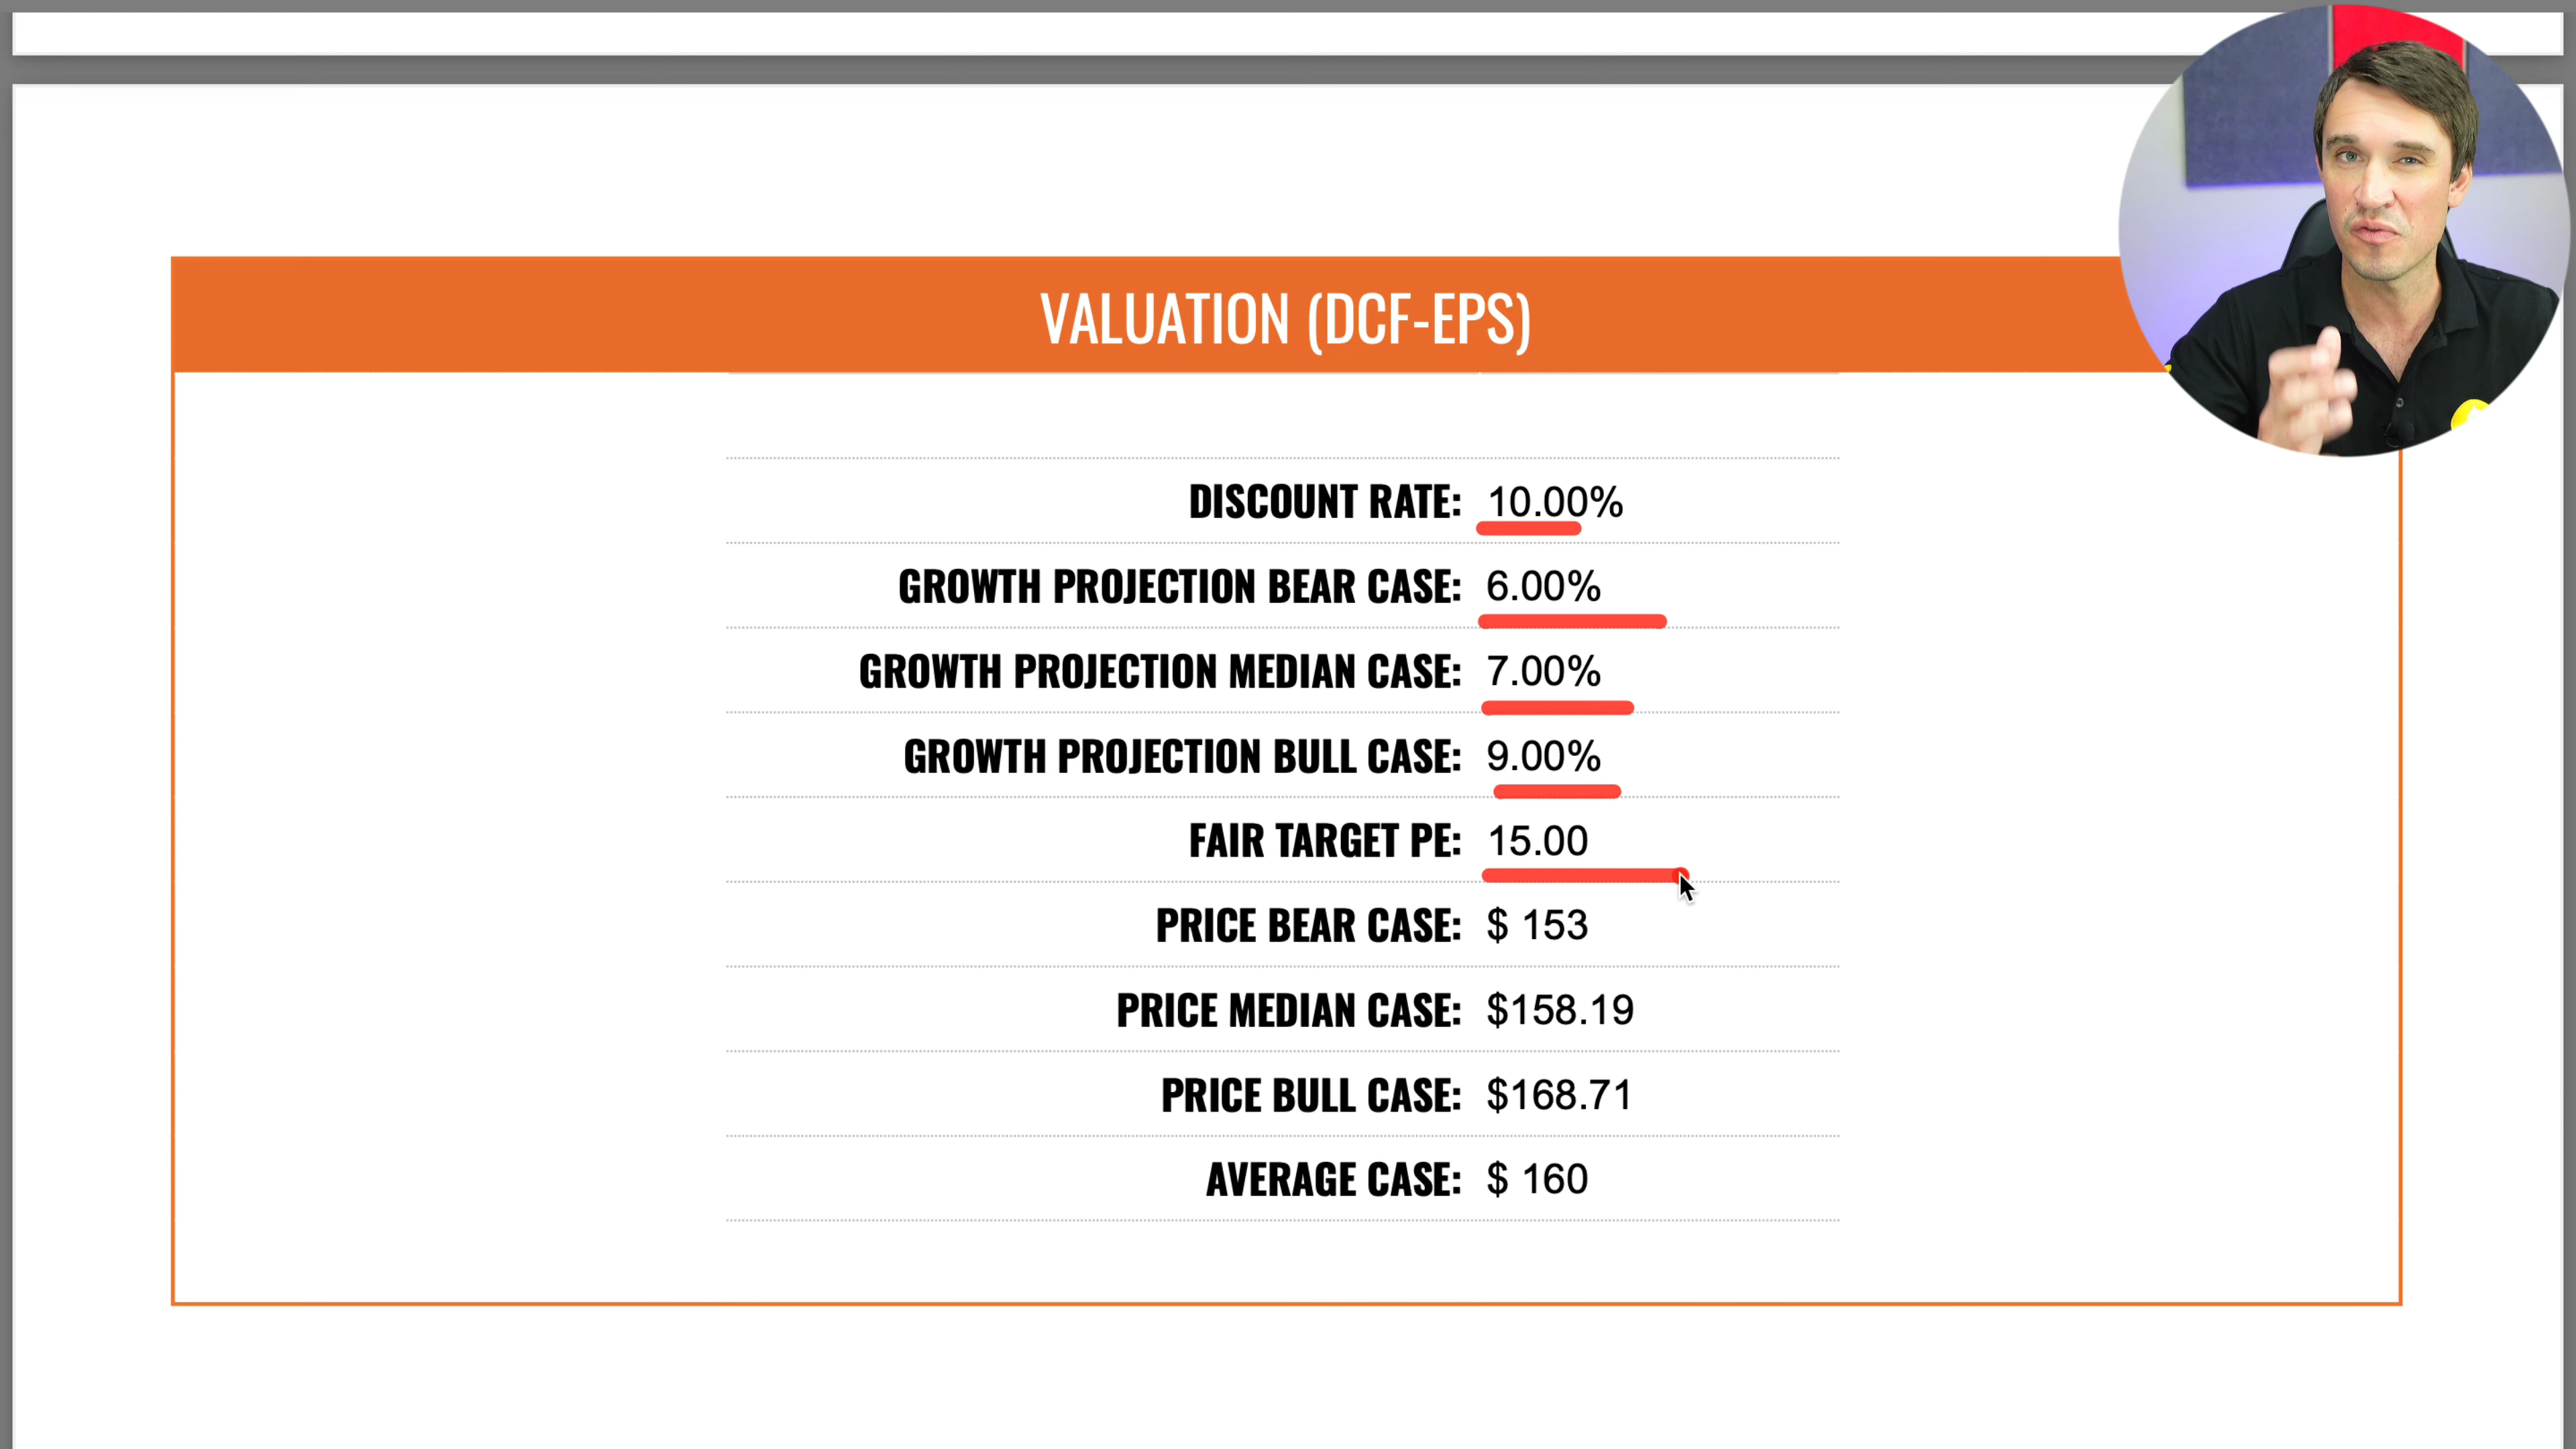 VALUATION (DCF-EPS)
DISCOUNT RATE: 10.00%
GROWTH PROJECTION BEAR CASE: 6.00%
GROWTH PROJECTION MEDIAN CASE: 7.00%
GROWTH PROJECTION BULL CASE: 9.00%
FAIR TARGET PE: 15.00
PRICE BEAR CASE: $ 153
PRICE MEDIAN CASE: $158.19
PRICE BULL CASE: $168.71
AVERAGE CASE: $ 160